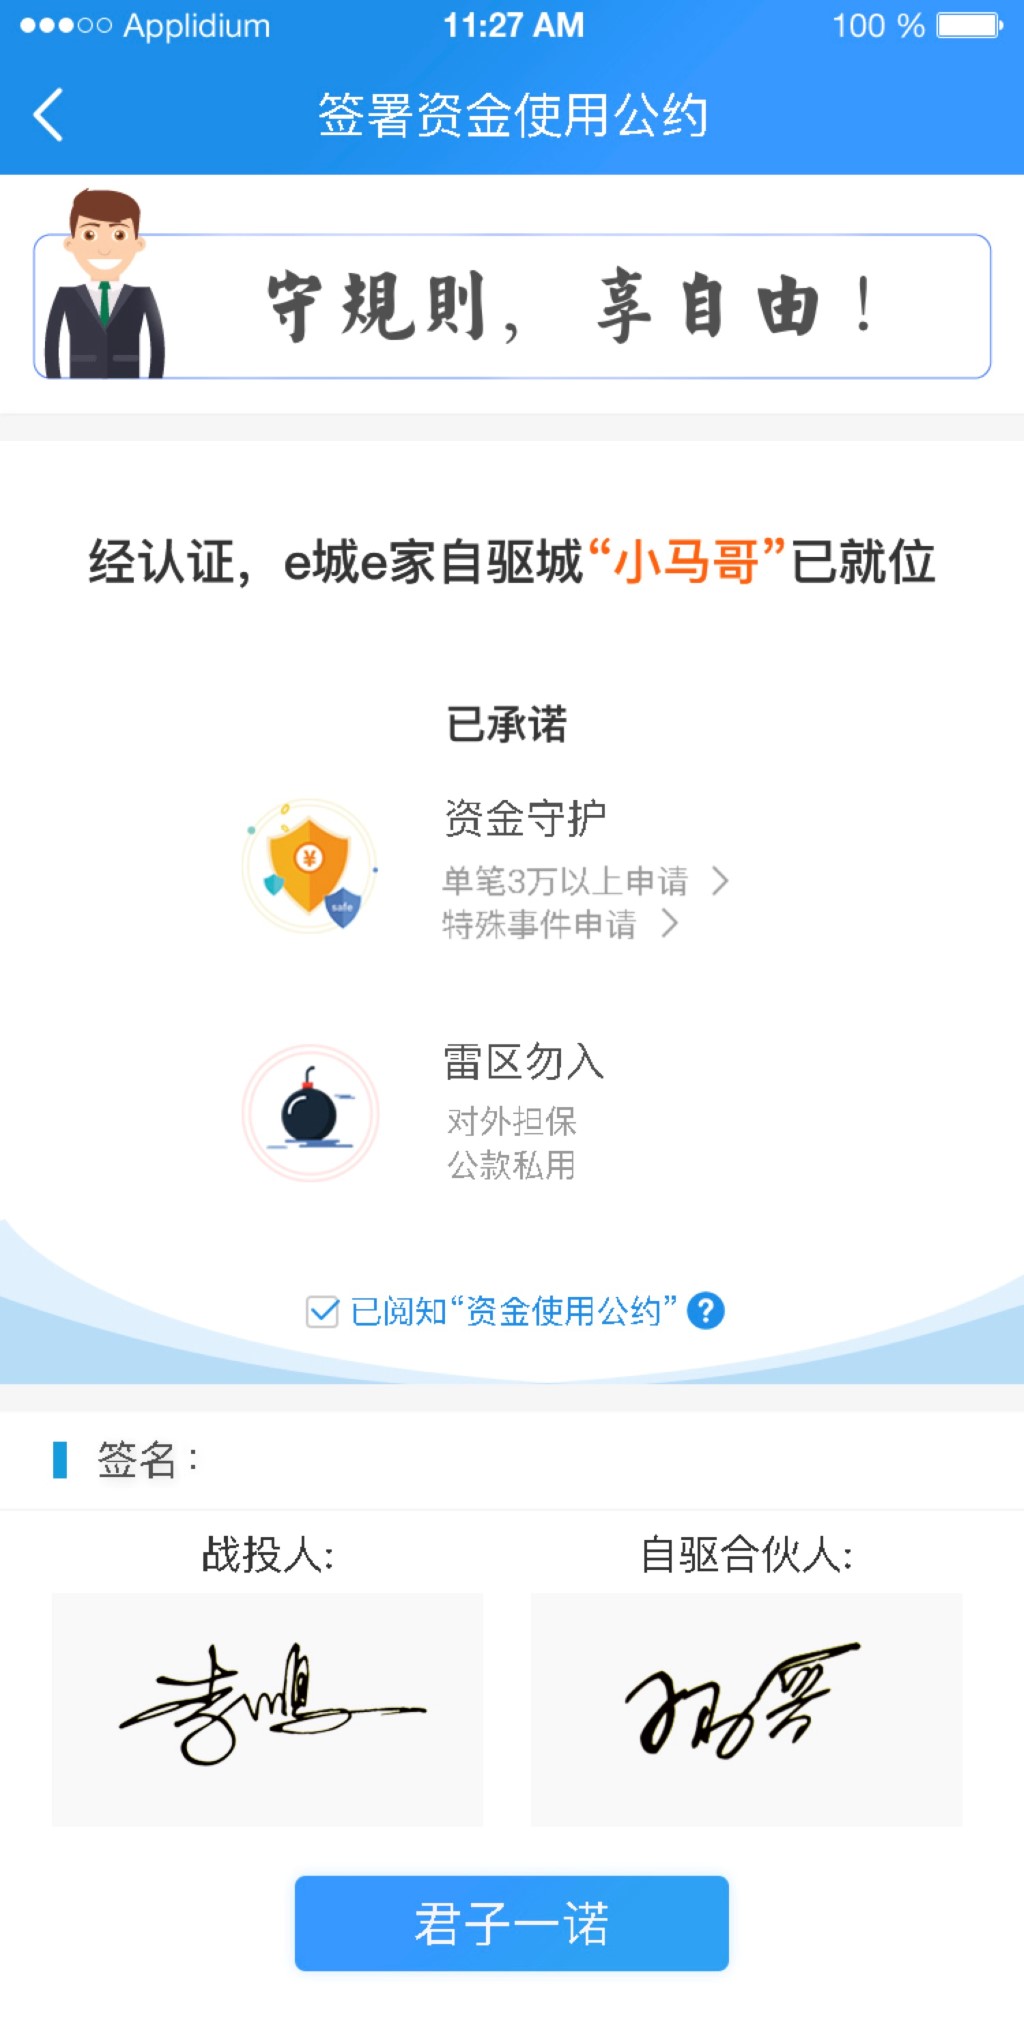 Applidium 11:27 AM 100 %
签署资金使用公约
守規則，享自由！
经认证，e城e家自驱城“小马哥”已就位
已承诺
¥
safe
资金守护
单笔3万以上申请
特殊事件申请
雷区勿入
对外担保
公款私用
已阅知“资金使用公约” ?
签名：
战投人: 自驱合伙人:
君子一诺